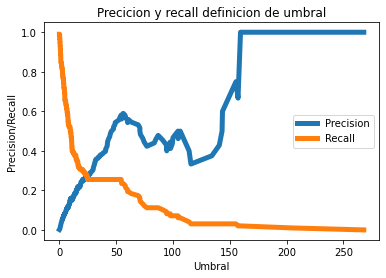 Precicion y recall definicion de umbral
Precision/Recall
1.0
0.8
0.6
0.4
0.2
0.0
Precision
Recall
0
50
100
150
200
250
Umbral